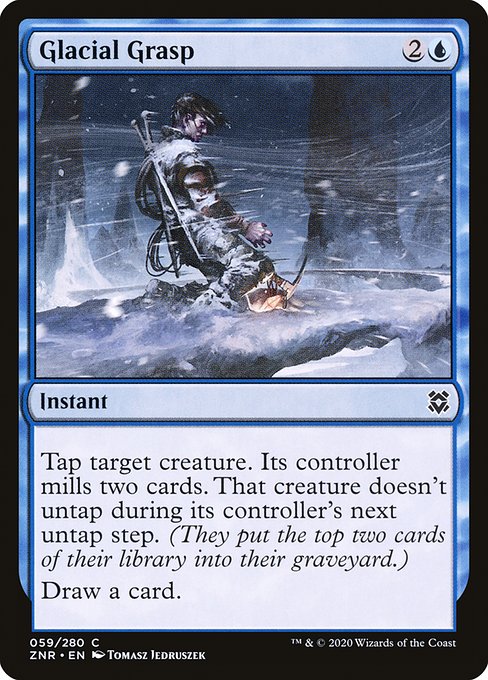 Glacial Grasp 2
Instant
Tap target creature. Its controller
mills two cards. That creature doesn't
untap during its controller's next
untap step. (They put the top two cards
of their library into their graveyard.)
Draw a card.
059/280 C
ZNR • EN Tomasz Jedruszek
™ & © 2020 Wizards of the Coast